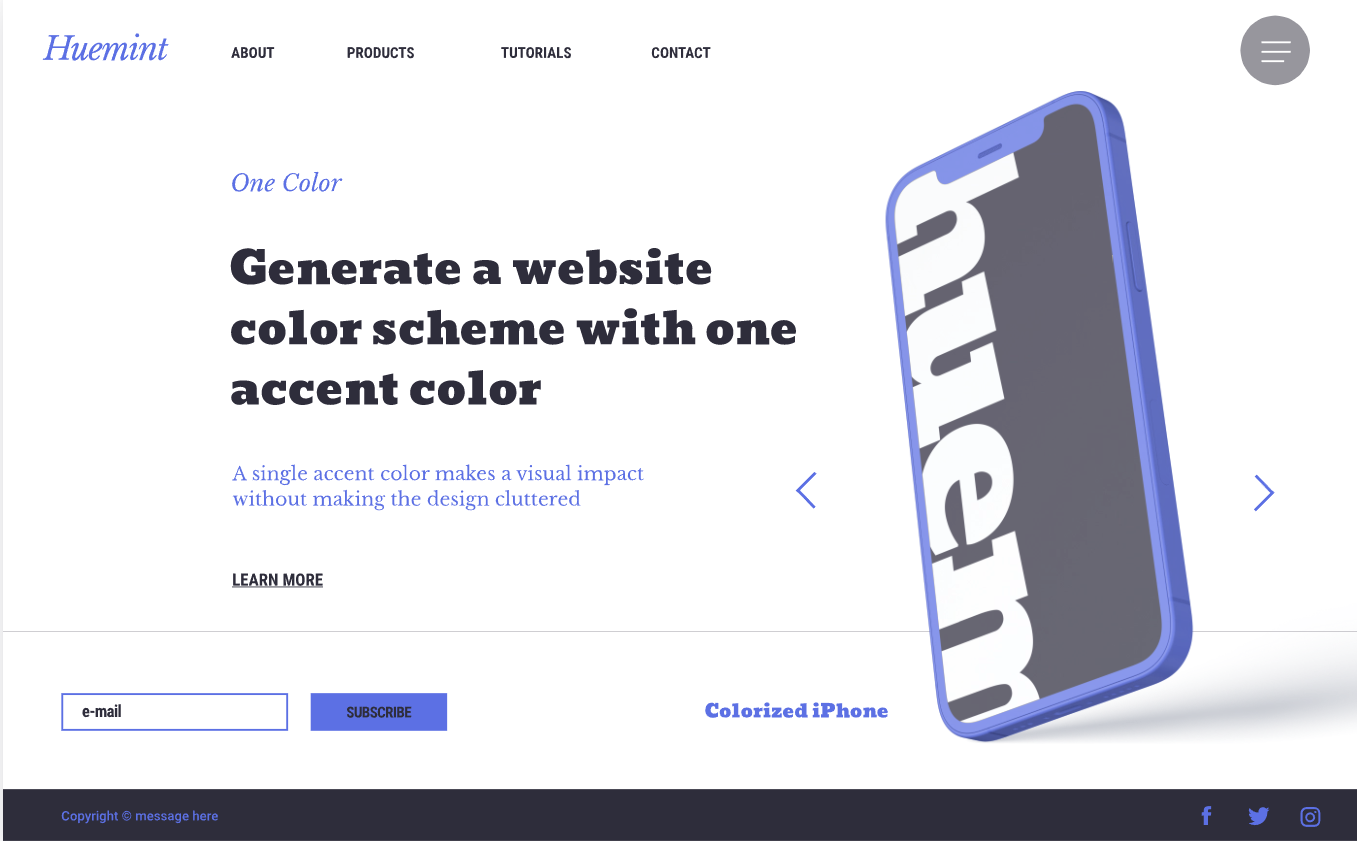 Huemint
ABOUT
PRODUCTS
TUTORIALS
CONTACT
One Color
Generate a website
color scheme with one
accent color
A single accent color makes a visual impact
without making the design cluttered
LEARN MORE
huem
e-mail
SUBSCRIBE
Colorized iPhone
Copyright © message here